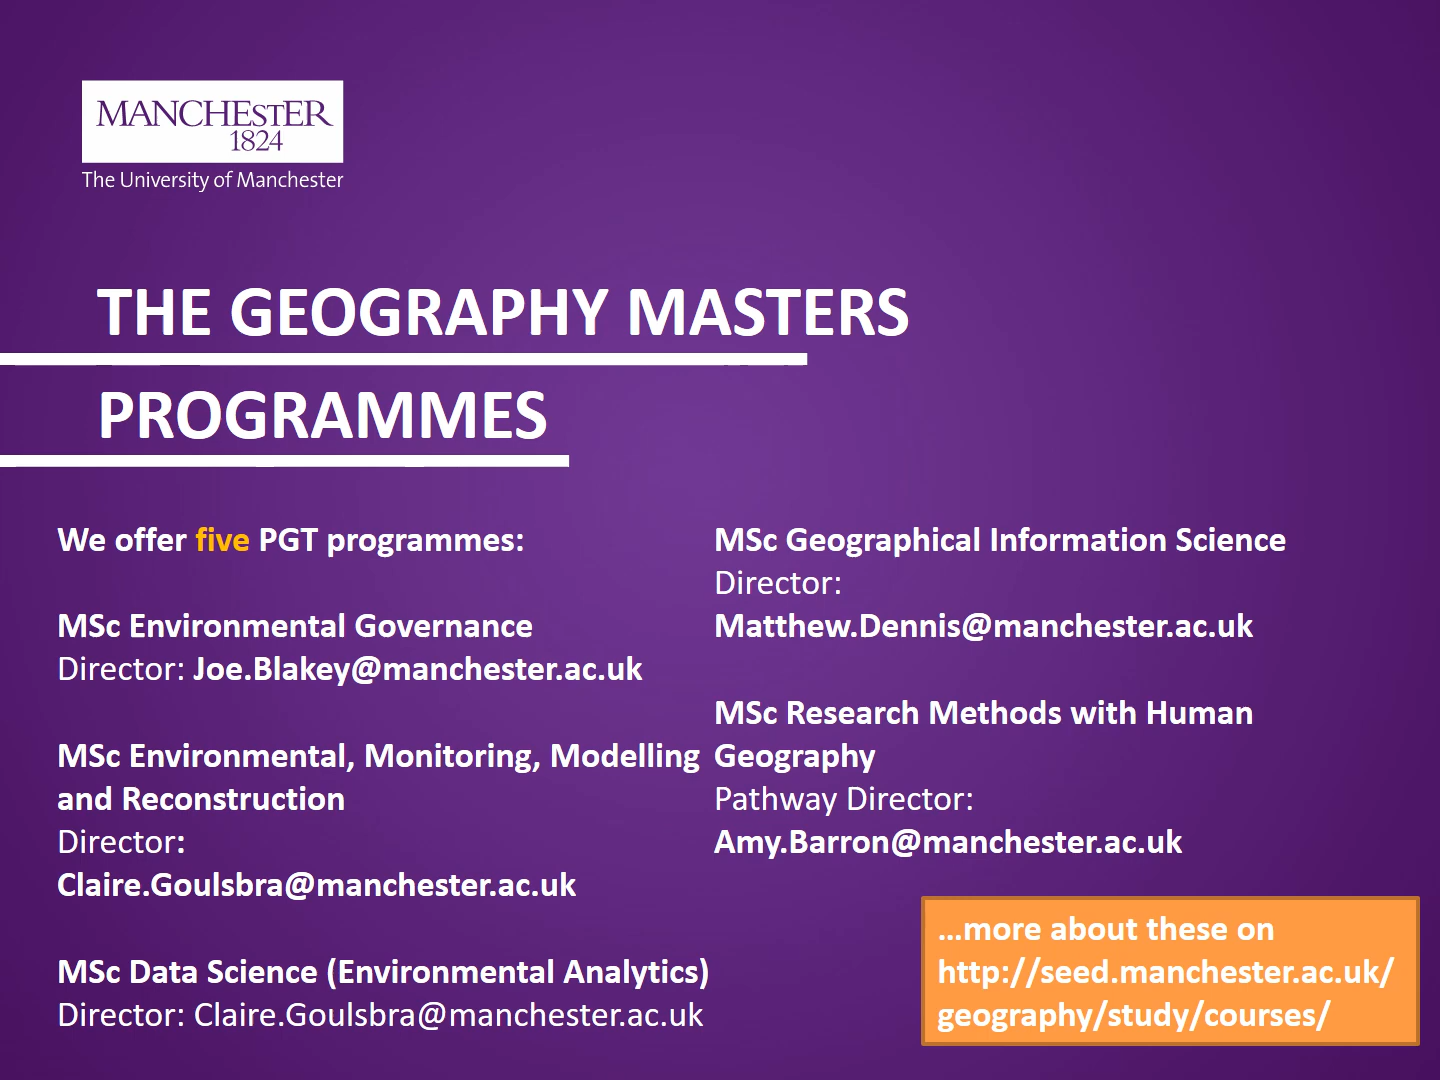 MANCHESTER
1824
The University of Manchester
THE GEOGRAPHY MASTERS
PROGRAMMES
We offer five PGT programmes:
MSc Environmental Governance
Director: Joe.Blakey@manchester.ac.uk
MSc Environmental, Monitoring, Modelling
and Reconstruction
Director:
Claire.Goulsbra@manchester.ac.uk
MSc Data Science (Environmental Analytics)
Director: Claire.Goulsbra@manchester.ac.uk
MSc Geographical Information Science
Director:
Matthew.Dennis@manchester.ac.uk
MSc Research Methods with Human
Geography
Pathway Director:
Amy.Barron@manchester.ac.uk
...more about these on
http://seed.manchester.ac.uk/
geography/study/courses/